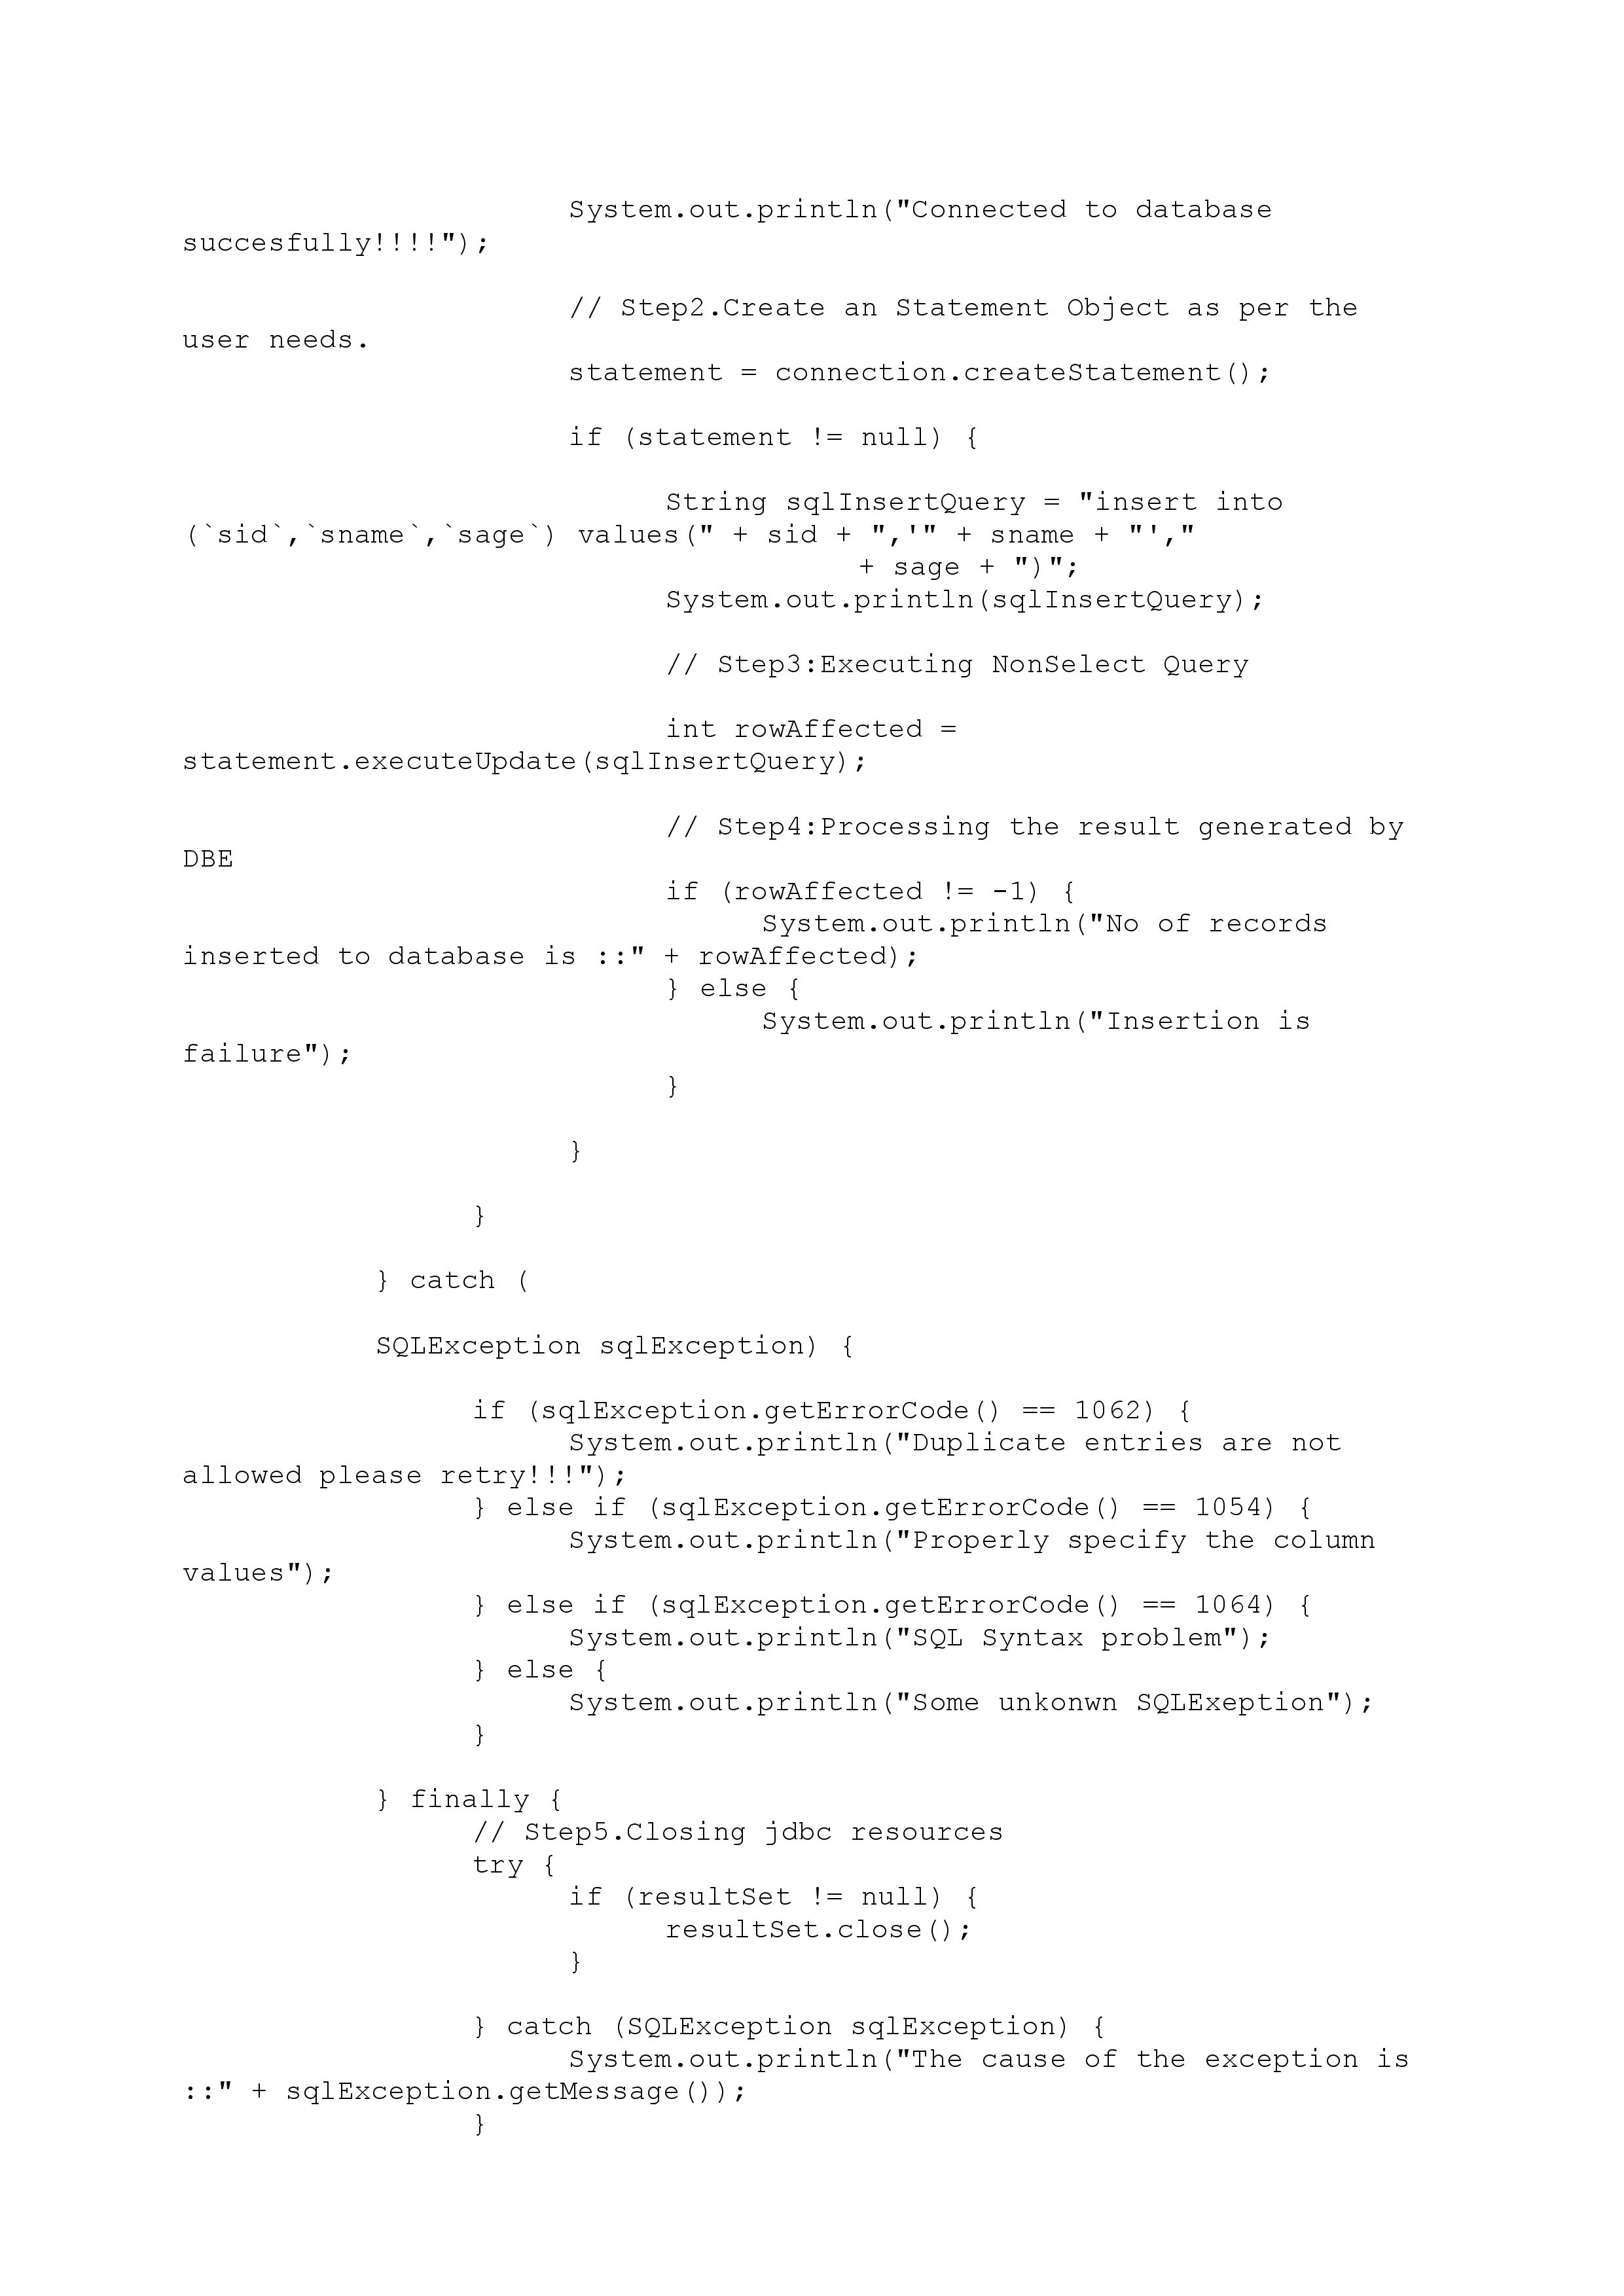 System.out.println("Connected to database
succesfully!!!!");
// Step2.Create an Statement Object as per the
user needs.
statement = connection.createStatement();
if (statement != null) {
String sqlInsertQuery = "insert into
(`sid`,`sname`,`sage`) values(" + sid + ",'" + sname + "',"
+ sage + ")";
System.out.println(sqlInsertQuery);
// Step3:Executing NonSelect Query
int rowAffected =
statement.executeUpdate(sqlInsertQuery);
// Step4:Processing the result generated by
DBE
if (rowAffected != -1) {
System.out.println("No of records
inserted to database is ::" + rowAffected);
} else {
System.out.println("Insertion is
failure");
}
}
}
} catch (
SQLException sqlException) {
if (sqlException.getErrorCode() == 1062) {
System.out.println("Duplicate entries are not
allowed please retry!!!");
} else if (sqlException.getErrorCode() == 1054) {
System.out.println("Properly specify the column
values");
} else if (sqlException.getErrorCode() == 1064) {
System.out.println("SQL Syntax problem");
} else {
System.out.println("Some unkonwn SQLExeption");
}
} finally {
// Step5.Closing jdbc resources
try {
if (resultSet != null) {
resultSet.close();
}
} catch (SQLException sqlException) {
System.out.println("The cause of the exception is
::" + sqlException.getMessage());
}